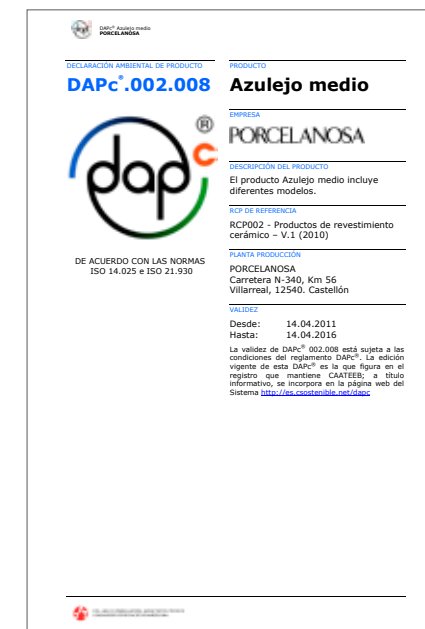 DAPc® Azulejo medio
PORCELANOSA
DECLARACIÓN AMBIENTAL DE PRODUCTO
DAPc®.002.008
dap c ®
DE ACUERDO CON LAS NORMAS
ISO 14.025 e ISO 21.930
PRODUCTO
Azulejo medio
EMPRESA
PORCELANOSA
DESCRIPCIÓN DEL PRODUCTO
El producto Azulejo medio incluye
diferentes modelos.
RCP DE REFERENCIA
RCP002 - Productos de revestimiento
cerámico – V.1 (2010)
PLANTA PRODUCCIÓN
PORCELANOSA
Carretera N-340, Km 56
Villarreal, 12540. Castellón
VALIDEZ
Desde: 14.04.2011
Hasta: 14.04.2016
La validez de DAPc® 002.008 está sujeta a las
condiciones del reglamento DAPc®. La edición
vigente de esta DAPc® es la que figura en el
registro que mantiene CAATEEB; a título
informativo, se incorpora en la página web del
Sistema http://es.csostenible.net/dapc